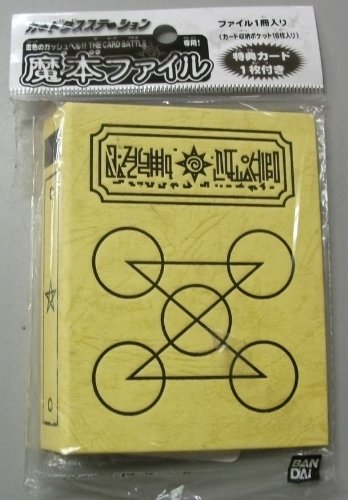 カードダスステーション
金色のガッシュベル!! THE CARD BATTLE 専用!
魔本ファイル
ファイル1冊入り
(カード収納ポケット16枚入り)
特典カード
1枚付き
BAN
DAI